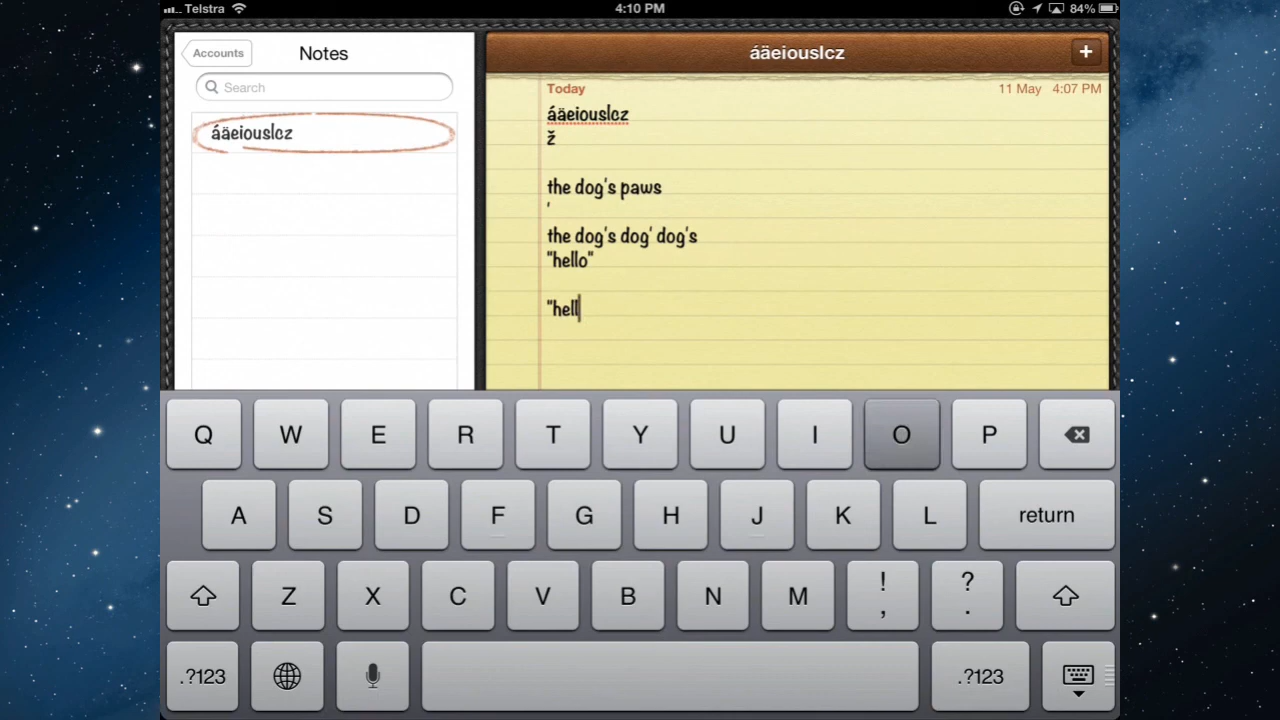 Telstra 4:10 PM 84%
Accounts Notes áäeiouslcz +
Search
áäeiouslcz
Today 11 May 4:07 PM
áäeiouslcz
ž
the dog's paws
'
the dog's dog' dog's
"hello"
"hell
Q W E R T Y U I O P
A S D F G H J K L return
Z X C V B N M ! , ? .
.?123 .?123